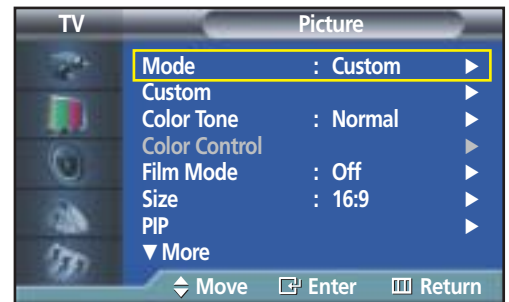 TV Picture
Mode : Custom ▶
Custom ▶
Color Tone : Normal ▶
Color Control ▶
Film Mode : Off ▶
Size : 16:9 ▶
PIP ▶
▼ More
Move Enter Return